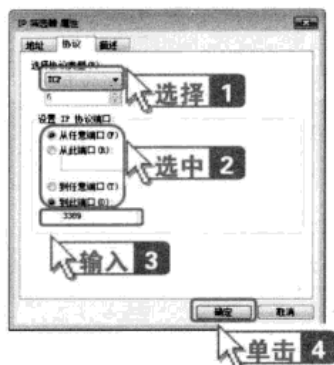 IP 筛选器 属性
地址 协议 描述
选择协议类型(P):
TCP
选择 1
6
设置 IP 协议端口:
从任意端口(F)
从此端口(R):
选中 2
到任意端口(T)
到此端口(O):
3389
输入 3
确定 取消
单击 4